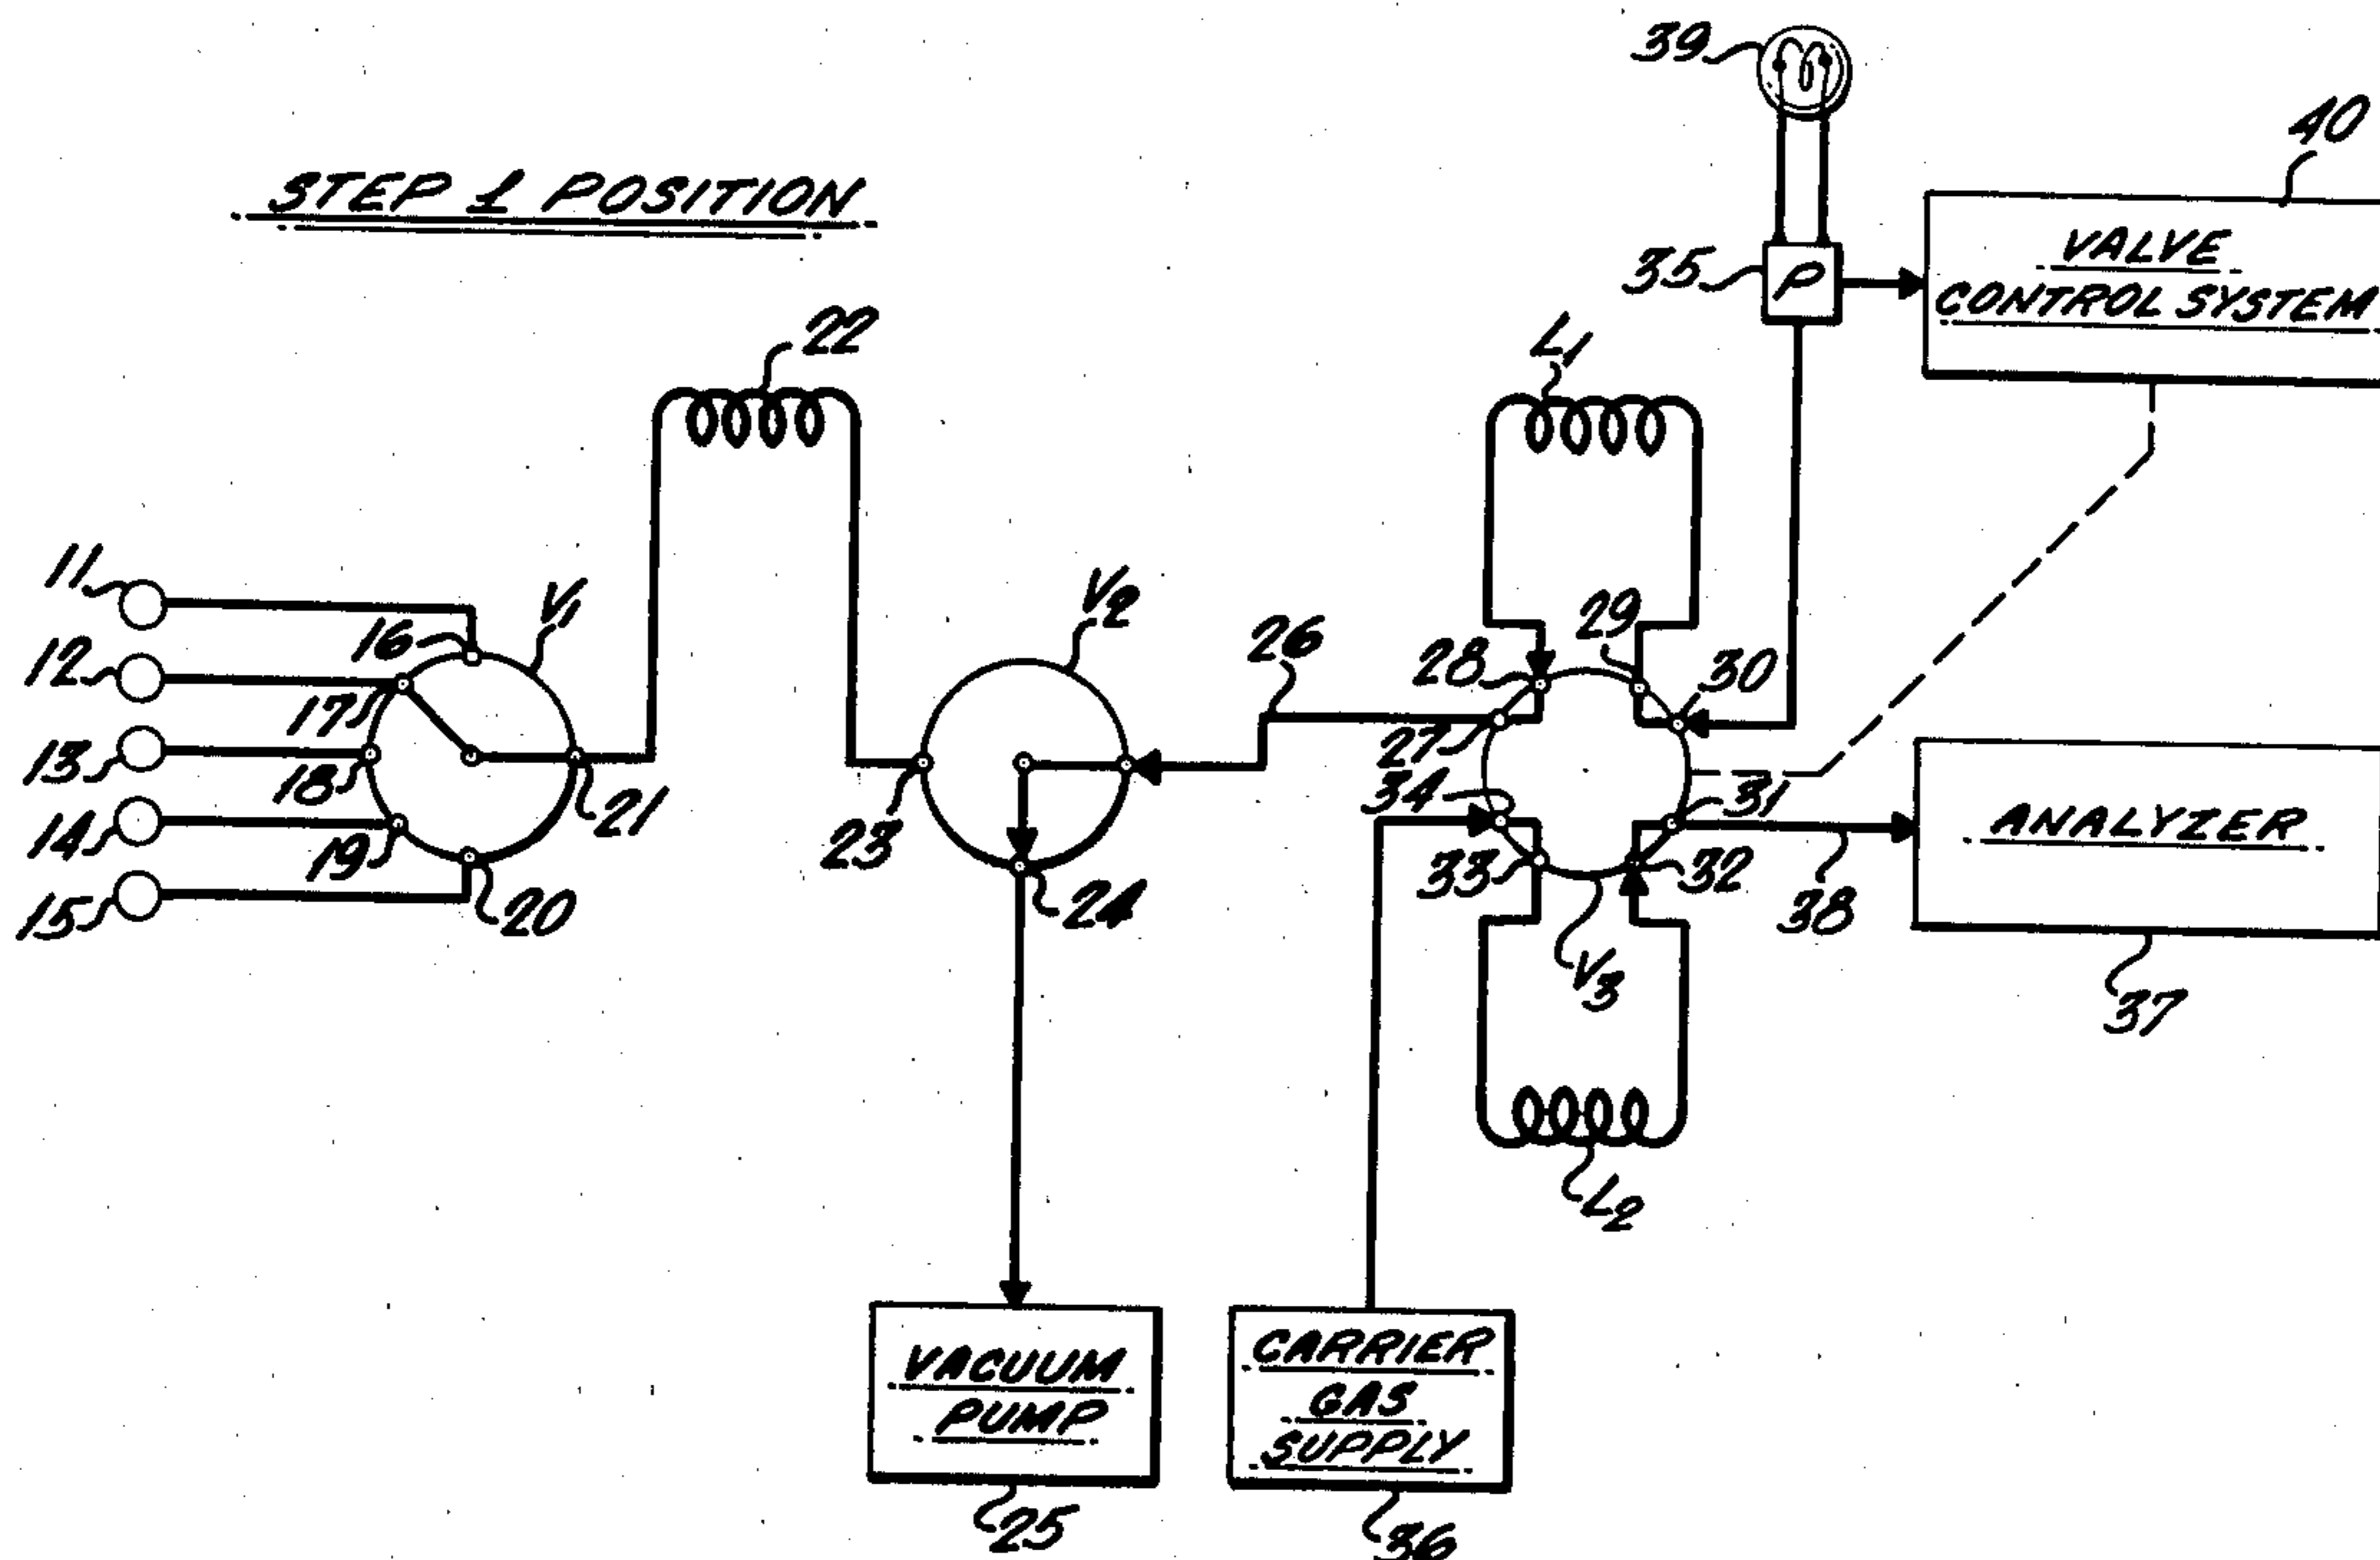 39
40
STEP 1 POSITION
VALVE
CONTROL SYSTEM
35
P
22
L1
11
V1
V2
12
16
26
28
29
30
17
13
27
18
34
31
21
ANALYZER
14
23
19
33
32
24
38
15
20
V3
37
L2
VACUUM
PUMP
CARRIER
GAS
SUPPLY
25
36